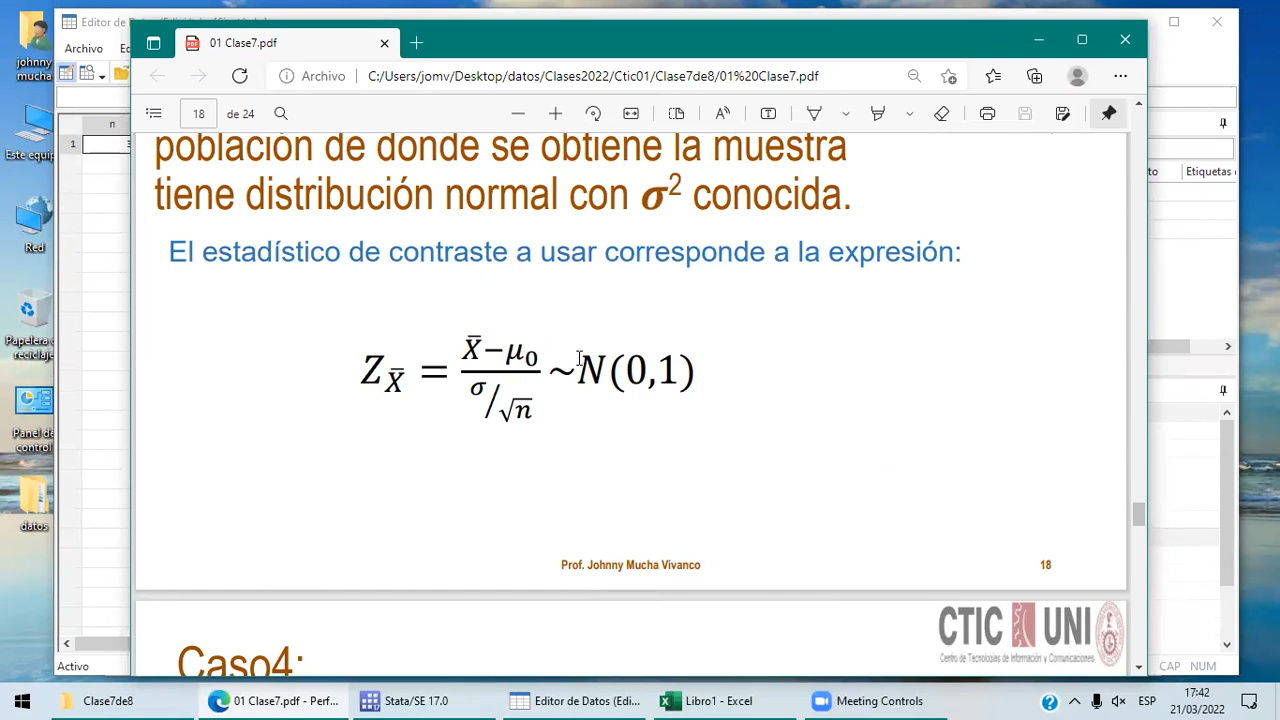 Editor de Datos
01 Clase7.pdf
Archivo
johnny
mucha
Archivo
C:/Users/jomv/Desktop/datos/Clases2022/Ctic01/Clase7de8/01%20Clase7.pdf
18
de 24
n
1
Este equip
Etiquetas
población de donde se obtiene la muestra
tiene distribución normal con σ² conocida.
El estadístico de contraste a usar corresponde a la expresión:
Red
Z_X̄ = (X̄−μ₀)/(σ/√n) ~N(0,1)
Papelera
reciclaj
Panel de
control
datos
Prof. Johnny Mucha Vivanco
18
CTIC UNI
Centro de Tecnologías de Información y Comunicaciones
Caso4:
Activo
CAP
NUM
Clase7de8
01 Clase7.pdf - Perf...
Stata/SE 17.0
Editor de Datos (Edi...
Libro1 - Excel
Meeting Controls
ESP
17:42
21/03/2022